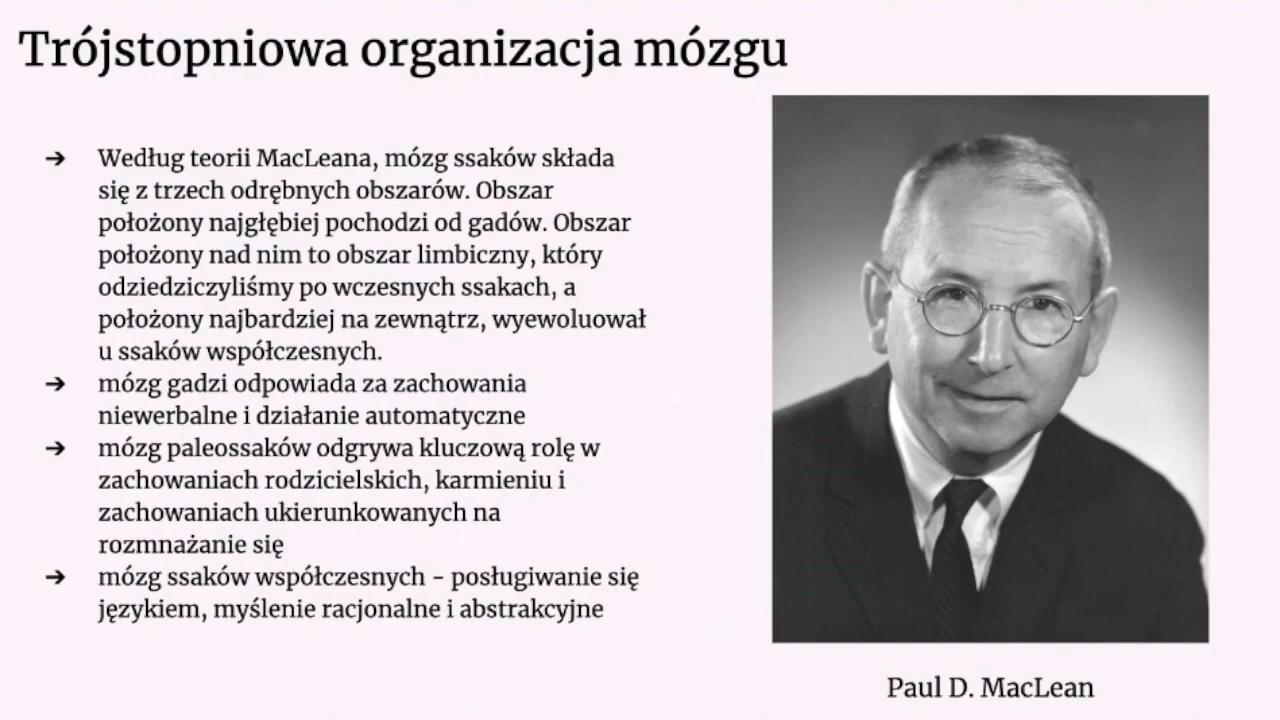 Trójstopniowa organizacja mózgu
➔ Według teorii MacLeana, mózg ssaków składa
się z trzech odrębnych obszarów. Obszar
położony najgłębiej pochodzi od gadów. Obszar
położony nad nim to obszar limbiczny, który
odziedziczyliśmy po wczesnych ssakach, a
położony najbardziej na zewnątrz, wyewoluował
u ssaków współczesnych.
➔ mózg gadzi odpowiada za zachowania
niewerbalne i działanie automatyczne
➔ mózg paleossaków odgrywa kluczową rolę w
zachowaniach rodzicielskich, karmieniu i
zachowaniach ukierunkowanych na
rozmnażanie się
➔ mózg ssaków współczesnych - posługiwanie się
językiem, myślenie racjonalne i abstrakcyjne
Paul D. MacLean